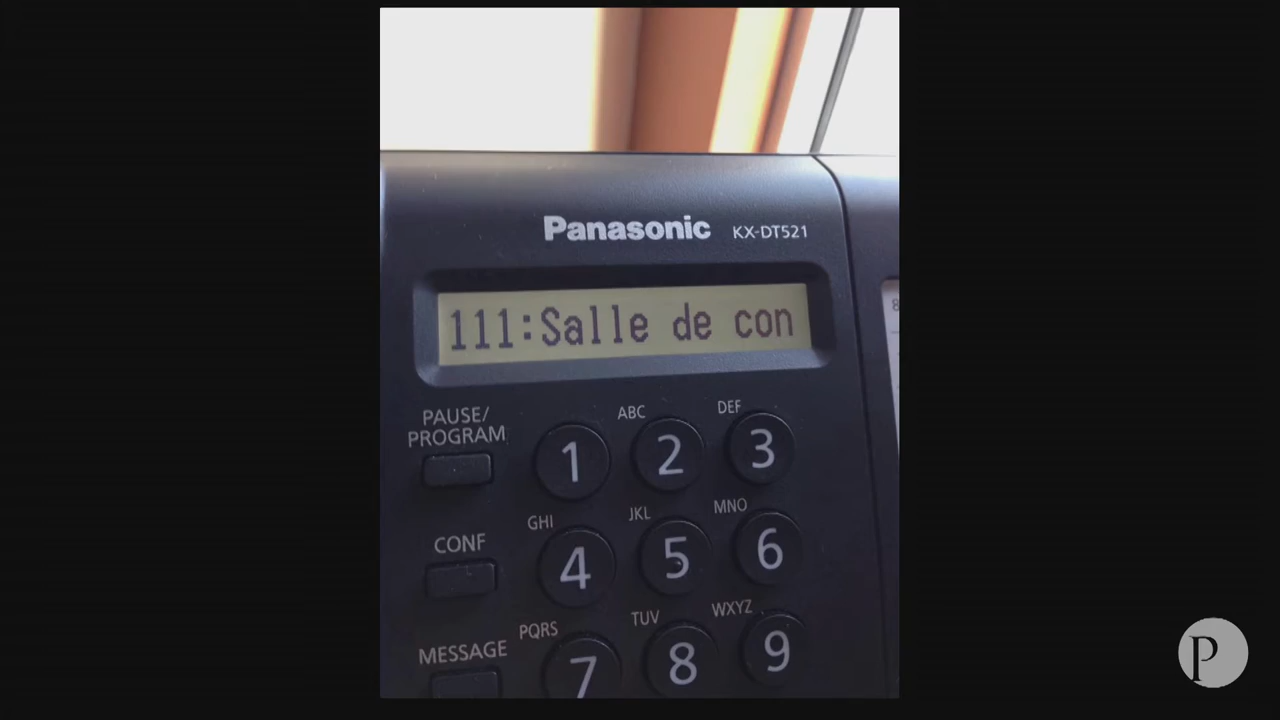 Panasonic KX-DT521
111:Salle de con
PAUSE/
PROGRAM
1
ABC
2
DEF
3
CONF
GHI
4
JKL
5
MNO
6
MESSAGE
PQRS
7
TUV
8
WXYZ
9
8
P